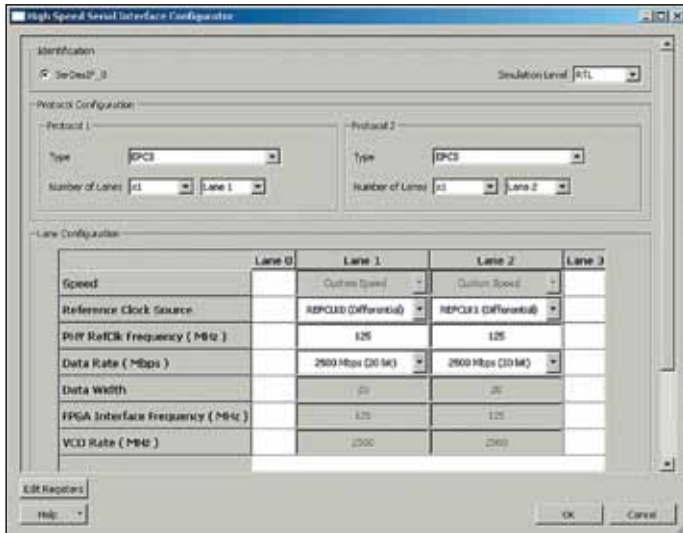 High Speed Serial Interface Configurator
Identification
SerDesIF_0
Simulation Level RTL
Protocol Configuration
Protocol 1
Type EPCS
Number of Lanes x1 Lane 1
Protocol 2
Type EPCS
Number of Lanes x1 Lane 2
Lane Configuration
Lane 0 Lane 1 Lane 2 Lane 3
Speed Custom Speed Custom Speed
Reference Clock Source REFCLK0 (Differential) REFCLK1 (Differential)
PHY RefClk Frequency ( MHz ) 125 125
Data Rate ( Mbps ) 2500 Mbps (20 bit) 2500 Mbps (20 bit)
Data Width 20 20
FPGA Interface Frequency ( MHz ) 125 125
VCO Rate ( MHz ) 2500 2500
Edit Registers
Help OK Cancel